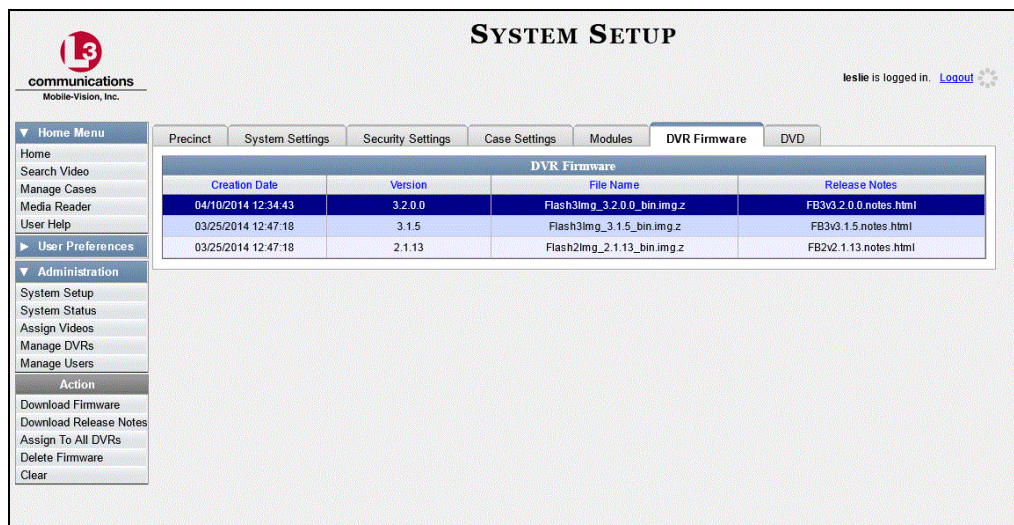 SYSTEM SETUP
L3
communications
Mobile-Vision, Inc.
leslie is logged in. Logout
▼ Home Menu
Home
Search Video
Manage Cases
Media Reader
User Help
► User Preferences
▼ Administration
System Setup
System Status
Assign Videos
Manage DVRs
Manage Users
Action
Download Firmware
Download Release Notes
Assign To All DVRs
Delete Firmware
Clear
Precinct System Settings Security Settings Case Settings Modules DVR Firmware DVD
DVR Firmware
Creation Date Version File Name Release Notes
04/10/2014 12:34:43 3.2.0.0 Flash3Img_3.2.0.0_bin.img.z FB3v3.2.0.0.notes.html
03/25/2014 12:47:18 3.1.5 Flash3Img_3.1.5_bin.img.z FB3v3.1.5.notes.html
03/25/2014 12:47:18 2.1.13 Flash2Img_2.1.13_bin.img.z FB2v2.1.13.notes.html